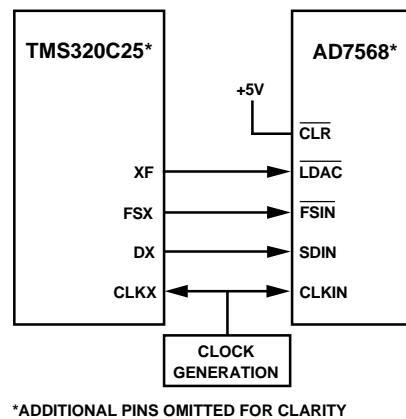 TMS320C25*
AD7568*
+5V
CLR
XF
LDAC
FSX
FSIN
DX
SDIN
CLKX
CLKIN
CLOCK
GENERATION
*ADDITIONAL PINS OMITTED FOR CLARITY